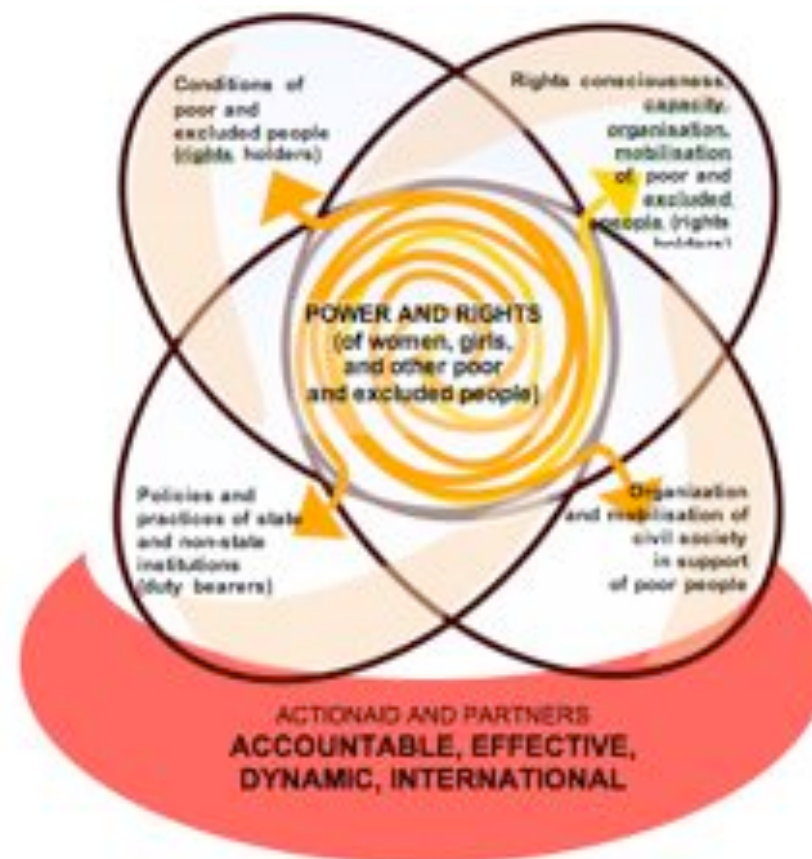 Conditions of
poor and
excluded people
(rights holders)
Rights consciousness,
capacity,
organisation,
mobilisation
of poor and
excluded
people (rights
holders)
POWER AND RIGHTS
(of women, girls,
and other poor
and excluded people)
Policies and
practices of state
and non-state
institutions
(duty bearers)
Organization
and mobilisation of
civil society
in support
of poor people
ACTIONAID AND PARTNERS
ACCOUNTABLE, EFFECTIVE,
DYNAMIC, INTERNATIONAL